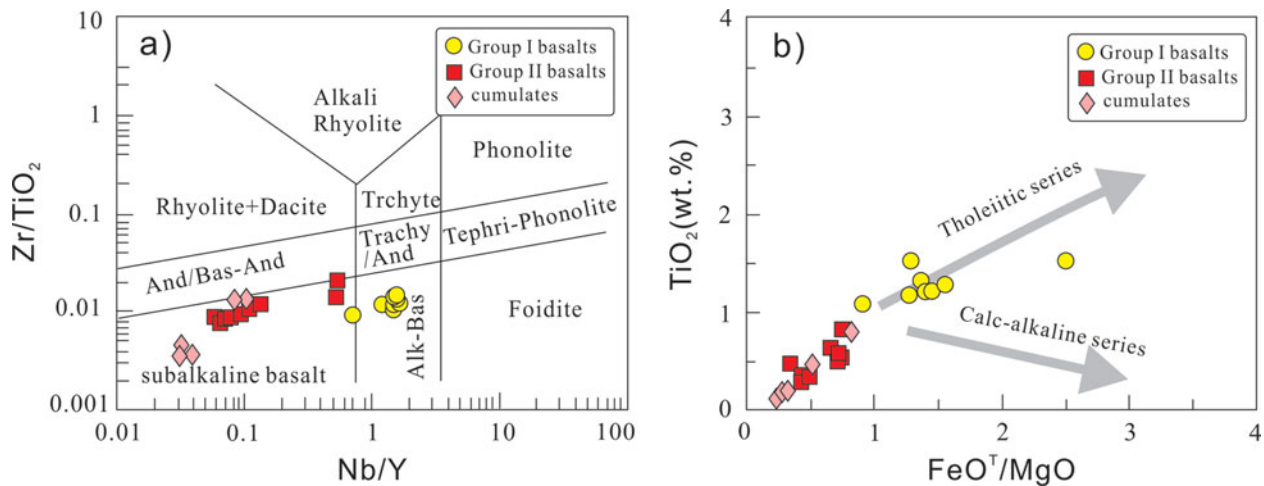 a)
Group I basalts
Group II basalts
cumulates
Alkali
Rhyolite
Phonolite
Rhyolite+Dacite
Trchyte
Trachy
/And
Tephri-Phonolite
And/Bas-And
Alk-Bas
Foidite
subalkaline basalt
10
1
0.1
0.01
0.001
Zr/TiO2
0.01
0.1
1
10
100
Nb/Y
b)
Group I basalts
Group II basalts
cumulates
Tholeiitic series
Calc-alkaline series
4
3
2
1
0
TiO2(wt.%)
0
1
2
3
4
FeOT/MgO